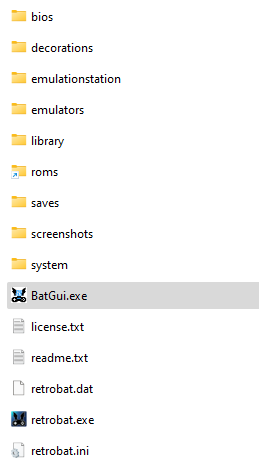 bios
decorations
emulationstation
emulators
library
roms
saves
screenshots
system
BatGui.exe
license.txt
readme.txt
retrobat.dat
retrobat.exe
retrobat.ini